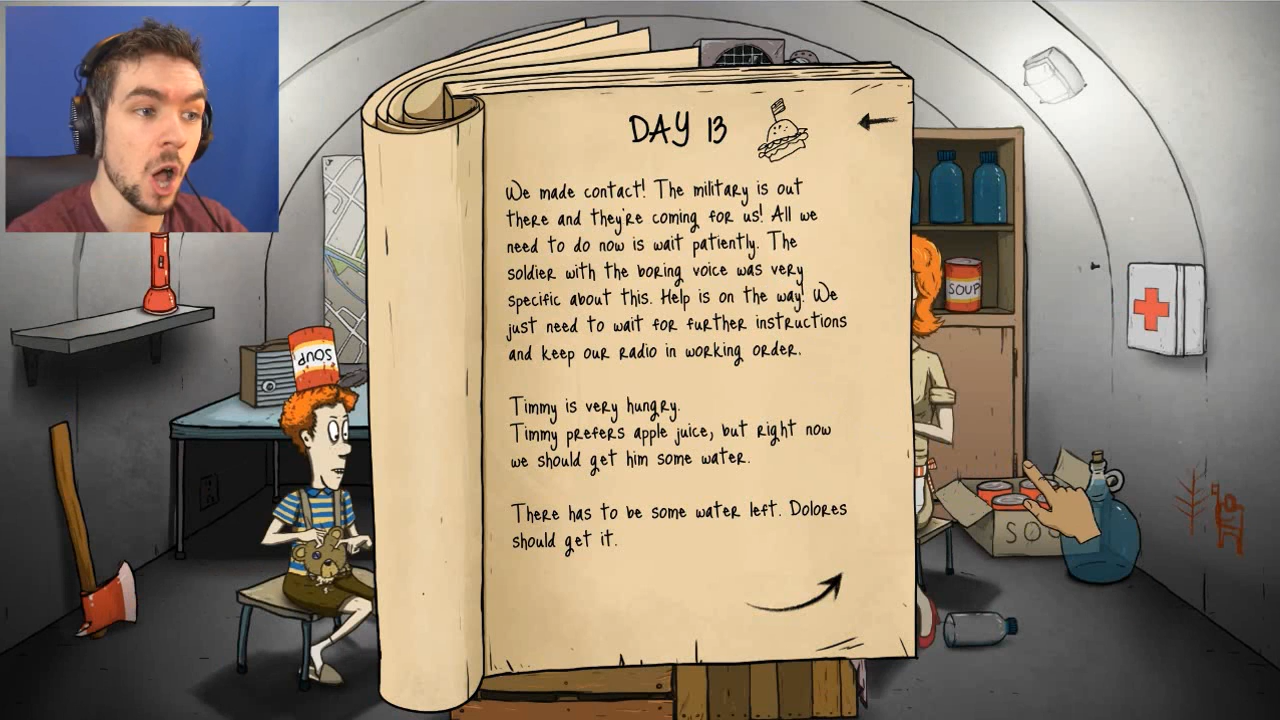 DAY 13
We made contact! The military is out
there and they're coming for us! All we
need to do now is wait patiently. The
soldier with the boring voice was very
specific about this. Help is on the way! We
just need to wait for further instructions
and keep our radio in working order.
Timmy is very hungry.
Timmy prefers apple juice, but right now
we should get him some water.
There has to be some water left. Dolores
should get it.
SOUP
SOUP
SO